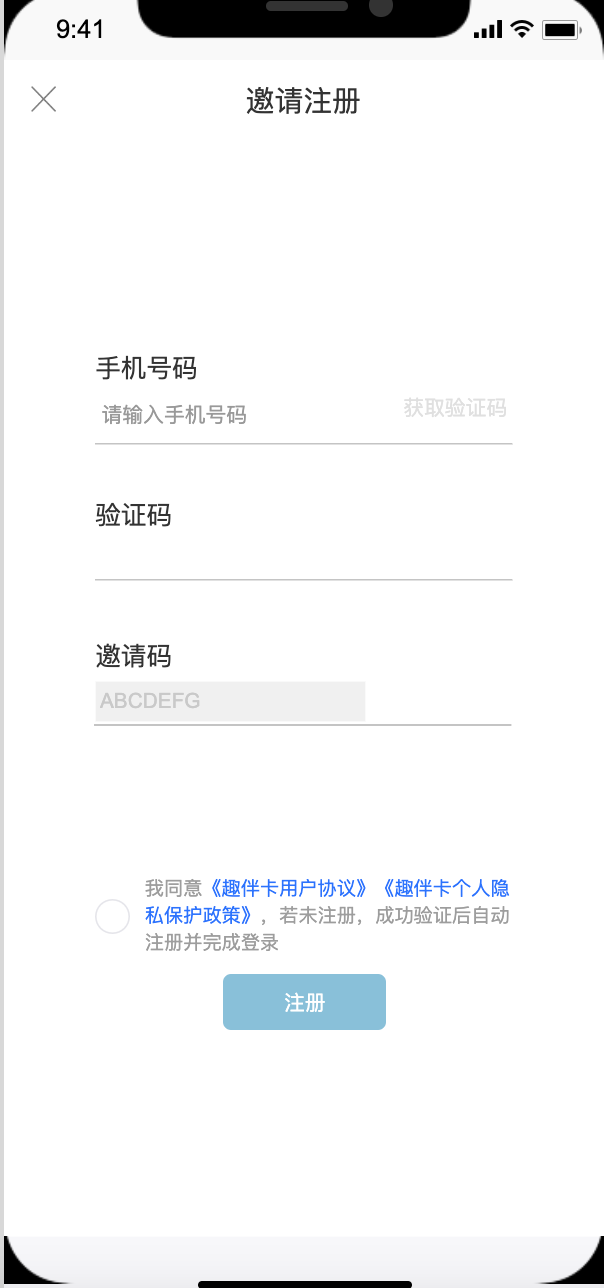 9:41
邀请注册
手机号码
请输入手机号码
获取验证码
验证码
邀请码
ABCDEFG
我同意《趣伴卡用户协议》《趣伴卡个人隐
私保护政策》，若未注册，成功验证后自动
注册并完成登录
注册